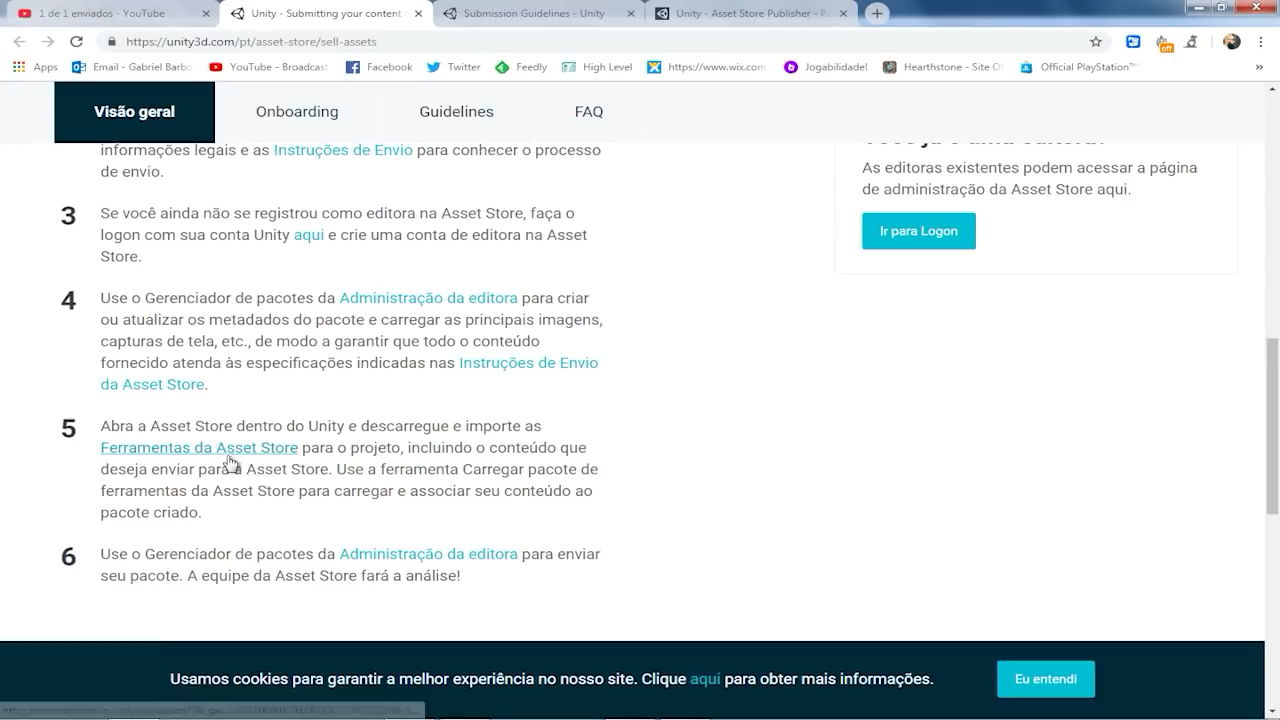 1 de 1 enviados - YouTube
Unity - Submitting your content
Submission Guidelines - Unity
Unity - Asset Store Publisher - Pa
https://unity3d.com/pt/asset-store/sell-assets
Apps
Email - Gabriel Barbo
YouTube - Broadcast
Facebook
Twitter
Feedly
High Level
https://www.wix.com
Jogabilidade!
Hearthstone - Site O
Official PlayStation™
»
off
Visão geral
Onboarding
Guidelines
FAQ
informações legais e as Instruções de Envio para conhecer o processo
de envio.
3 Se você ainda não se registrou como editora na Asset Store, faça o
logon com sua conta Unity aqui e crie uma conta de editora na Asset
Store.
4 Use o Gerenciador de pacotes da Administração da editora para criar
ou atualizar os metadados do pacote e carregar as principais imagens,
capturas de tela, etc., de modo a garantir que todo o conteúdo
fornecido atenda às especificações indicadas nas Instruções de Envio
da Asset Store.
5 Abra a Asset Store dentro do Unity e descarregue e importe as
Ferramentas da Asset Store para o projeto, incluindo o conteúdo que
deseja enviar para a Asset Store. Use a ferramenta Carregar pacote de
ferramentas da Asset Store para carregar e associar seu conteúdo ao
pacote criado.
6 Use o Gerenciador de pacotes da Administração da editora para enviar
seu pacote. A equipe da Asset Store fará a análise!
As editoras existentes podem acessar a página
de administração da Asset Store aqui.
Ir para Logon
Usamos cookies para garantir a melhor experiência no nosso site. Clique aqui para obter mais informações.
Eu entendi